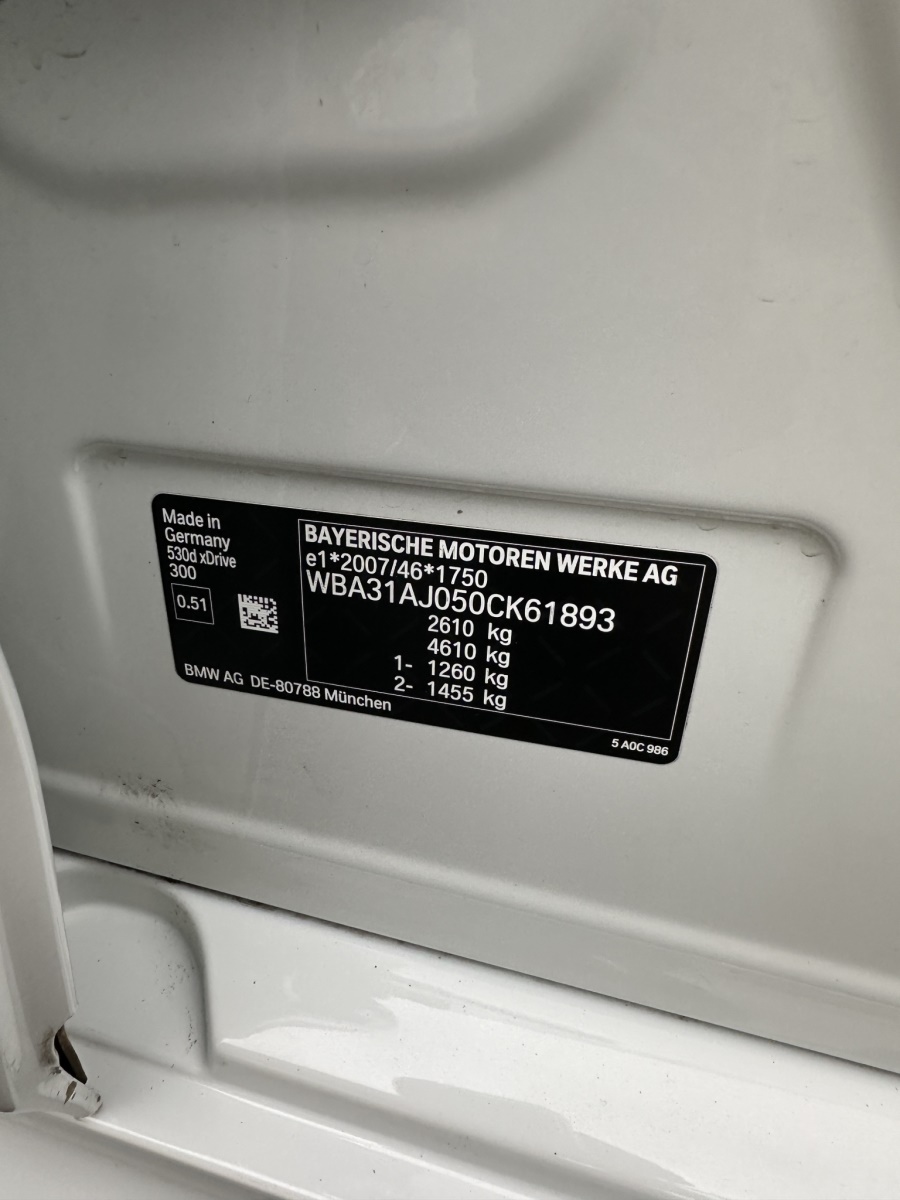 Made in
Germany
530d xDrive
300
0.51
BMW AG DE-80788 München
BAYERISCHE MOTOREN WERKE AG
e1*2007/46*1750
WBA31AJ050CK61893
2610 kg
4610 kg
1- 1260 kg
2- 1455 kg
5 A0C 986